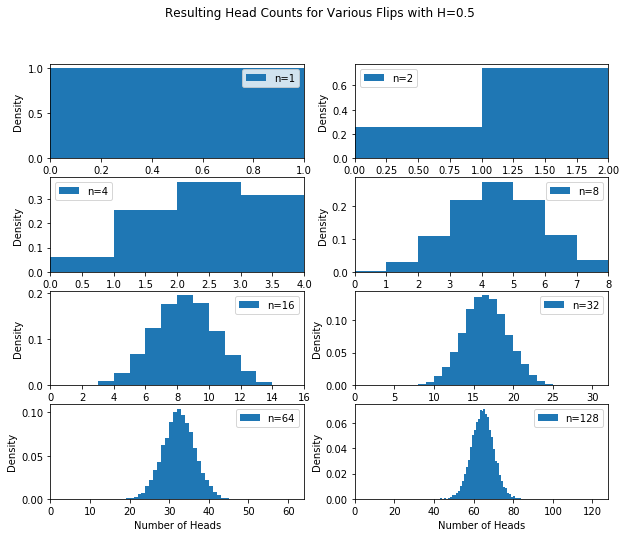 Resulting Head Counts for Various Flips with H=0.5
1.0
0.5
0.0
Density
n=1
0.0 0.2 0.4 0.6 0.8 1.0
0.6
0.4
0.2
0.0
Density
n=2
0.00 0.25 0.50 0.75 1.00 1.25 1.50 1.75 2.00
0.3
0.2
0.1
0.0
Density
n=4
0.0 0.5 1.0 1.5 2.0 2.5 3.0 3.5 4.0
0.2
0.1
0.0
Density
n=8
0 1 2 3 4 5 6 7 8
0.2
0.1
0.0
Density
n=16
0 2 4 6 8 10 12 14 16
0.10
0.05
0.00
Density
n=32
0 5 10 15 20 25 30
0.10
0.05
0.00
Density
n=64
0 10 20 30 40 50 60
Number of Heads
0.06
0.04
0.02
0.00
Density
n=128
0 20 40 60 80 100 120
Number of Heads